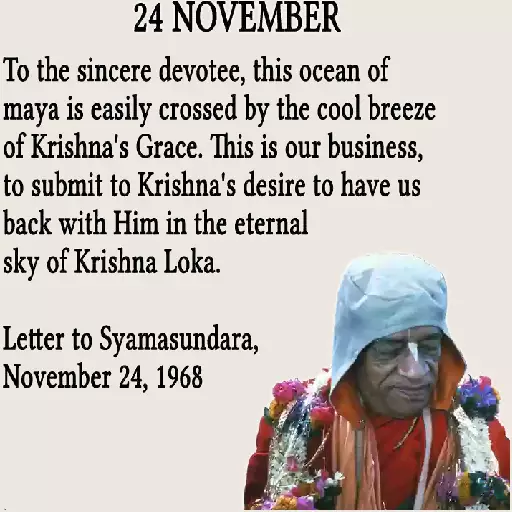 24 NOVEMBER
To the sincere devotee, this ocean of
maya is easily crossed by the cool breeze
of Krishna's Grace. This is our business,
to submit to Krishna's desire to have us
back with Him in the eternal
sky of Krishna Loka.
Letter to Syamasundara,
November 24, 1968